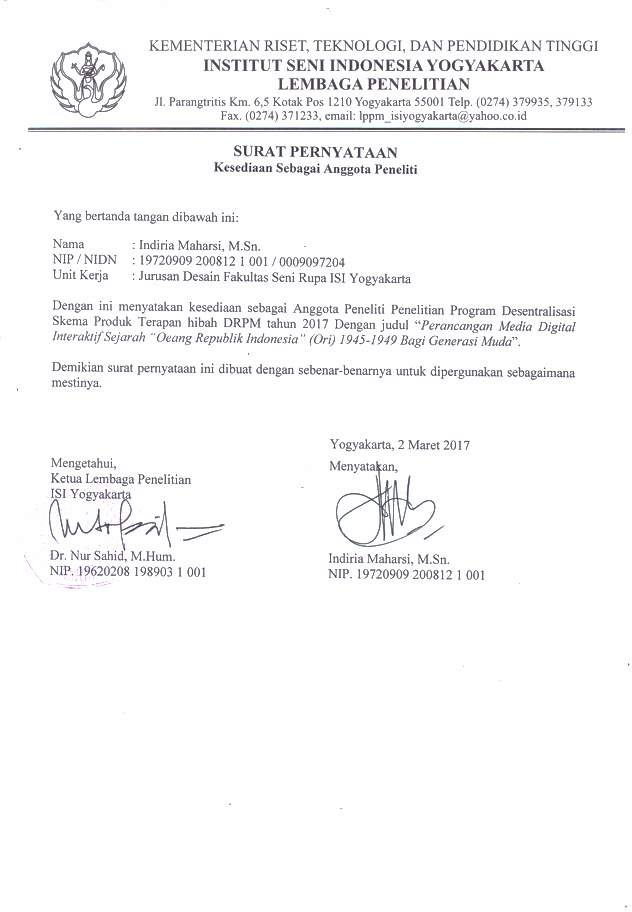 KEMENTERIAN RISET, TEKNOLOGI, DAN PENDIDIKAN TINGGI
INSTITUT SENI INDONESIA YOGYAKARTA
LEMBAGA PENELITIAN
Jl. Parangtritis Km. 6,5 Kotak Pos 1210 Yogyakarta 55001 Telp. (0274) 379935, 379133
Fax. (0274) 371233, email: lppm_isiyogyakarta@yahoo.co.id
SURAT PERNYATAAN
Kesediaan Sebagai Anggota Peneliti
Yang bertanda tangan dibawah ini:
Nama : Indiria Maharsi, M.Sn.
NIP / NIDN : 19720909 200812 1 001 / 0009097204
Unit Kerja : Jurusan Desain Fakultas Seni Rupa ISI Yogyakarta
Dengan ini menyatakan kesediaan sebagai Anggota Peneliti Penelitian Program Desentralisasi
Skema Produk Terapan hibah DRPM tahun 2017 Dengan judul “Perancangan Media Digital
Interaktif Sejarah “Oeang Republik Indonesia” (Ori) 1945-1949 Bagi Generasi Muda”.
Demikian surat pernyataan ini dibuat dengan sebenar-benarnya untuk dipergunakan sebagaimana
mestinya.
Yogyakarta, 2 Maret 2017
Mengetahui,
Ketua Lembaga Penelitian
ISI Yogyakarta
Dr. Nur Sahid, M.Hum.
NIP. 19620208 198903 1 001
Menyatakan,
Indiria Maharsi, M.Sn.
NIP. 19720909 200812 1 001